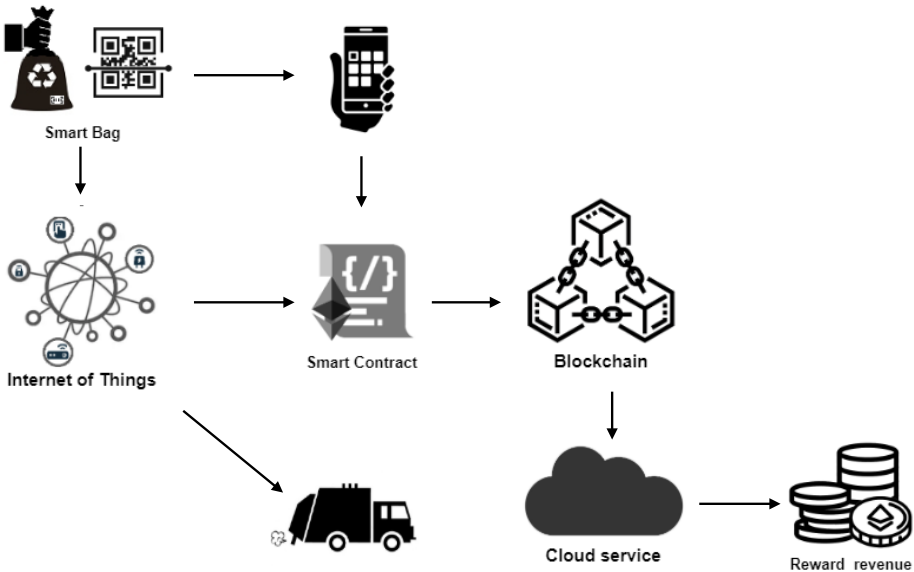 Smart Bag
{/}
Internet of Things
Smart Contract
Blockchain
Cloud service
Reward revenue